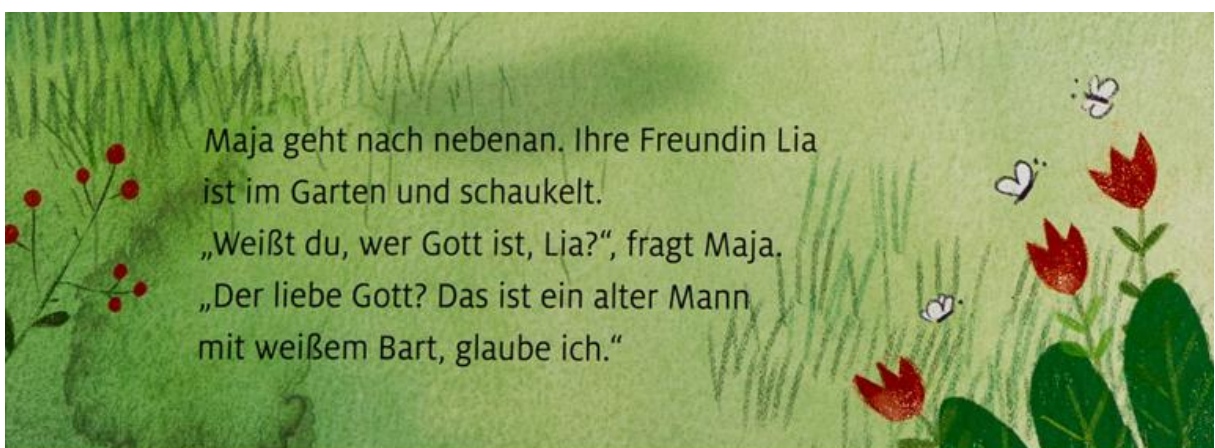 Maja geht nach nebenan. Ihre Freundin Lia
ist im Garten und schaukelt.
„Weißt du, wer Gott ist, Lia?“, fragt Maja.
„Der liebe Gott? Das ist ein alter Mann
mit weißem Bart, glaube ich.“